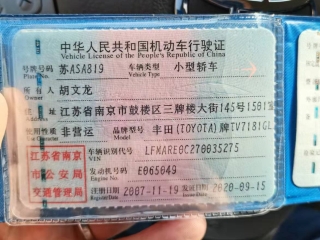 中华人民共和国机动车行驶证
Vehicle License of the People's Republic of China
号牌号码 苏ASA819 车辆类型 小型轿车
Vehicle Type
所有人 胡文龙
址 江苏省南京市鼓楼区三牌楼大街145号1501室
使用性质 非营运 品牌型号 丰田(TOYOTA)牌TV7181GL
江苏省南京市公安局交通管理局
车辆识别代号 LFMARE0C270035275
VIN
发动机号码 E065049
Engine No.
注册日期 2007-11-19 发证日期 2020-09-15